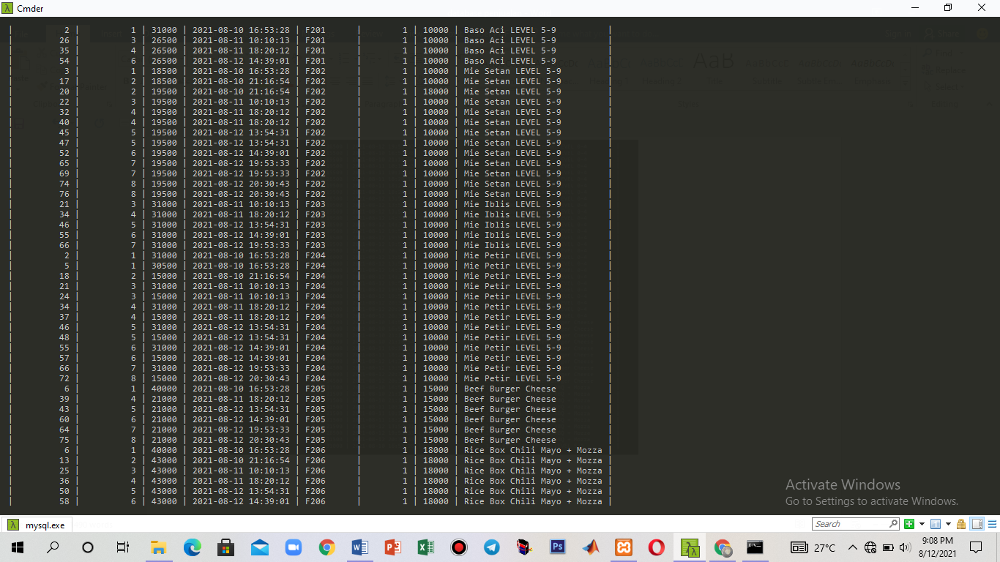 Cmder
| 2 | 1 | 31000 | 2021-08-10 16:53:28 | F201 | 1 | 10000 | Baso Aci LEVEL 5-9 |
| 26 | 3 | 26500 | 2021-08-11 10:10:13 | F201 | 1 | 10000 | Baso Aci LEVEL 5-9 |
| 35 | 4 | 26500 | 2021-08-11 18:20:12 | F201 | 1 | 10000 | Baso Aci LEVEL 5-9 |
| 54 | 6 | 26500 | 2021-08-12 14:39:01 | F201 | 1 | 10000 | Baso Aci LEVEL 5-9 |
| 3 | 1 | 18500 | 2021-08-10 16:53:28 | F202 | 1 | 10000 | Mie Setan LEVEL 5-9 |
| 17 | 2 | 18500 | 2021-08-10 21:16:54 | F202 | 1 | 10000 | Mie Setan LEVEL 5-9 |
| 20 | 2 | 19500 | 2021-08-10 21:16:54 | F202 | 1 | 18000 | Mie Setan LEVEL 5-9 |
| 22 | 3 | 19500 | 2021-08-11 10:10:13 | F202 | 1 | 10000 | Mie Setan LEVEL 5-9 |
| 32 | 4 | 19500 | 2021-08-11 18:20:12 | F202 | 1 | 10000 | Mie Setan LEVEL 5-9 |
| 40 | 4 | 19500 | 2021-08-11 18:20:12 | F202 | 1 | 10000 | Mie Setan LEVEL 5-9 |
| 45 | 5 | 19500 | 2021-08-12 13:54:31 | F202 | 1 | 10000 | Mie Setan LEVEL 5-9 |
| 47 | 5 | 19500 | 2021-08-12 13:54:31 | F202 | 1 | 10000 | Mie Setan LEVEL 5-9 |
| 52 | 6 | 19500 | 2021-08-12 14:39:01 | F202 | 1 | 10000 | Mie Setan LEVEL 5-9 |
| 65 | 7 | 19500 | 2021-08-12 19:53:33 | F202 | 1 | 10000 | Mie Setan LEVEL 5-9 |
| 69 | 7 | 19500 | 2021-08-12 19:53:33 | F202 | 1 | 10000 | Mie Setan LEVEL 5-9 |
| 74 | 8 | 19500 | 2021-08-12 20:30:43 | F202 | 1 | 10000 | Mie Setan LEVEL 5-9 |
| 76 | 8 | 19500 | 2021-08-12 20:30:43 | F202 | 1 | 10000 | Mie Setan LEVEL 5-9 |
| 21 | 3 | 31000 | 2021-08-11 10:10:13 | F203 | 1 | 10000 | Mie Iblis LEVEL 5-9 |
| 34 | 4 | 31000 | 2021-08-11 18:20:12 | F203 | 1 | 10000 | Mie Iblis LEVEL 5-9 |
| 46 | 5 | 31000 | 2021-08-12 13:54:31 | F203 | 1 | 10000 | Mie Iblis LEVEL 5-9 |
| 55 | 6 | 31000 | 2021-08-12 14:39:01 | F203 | 1 | 10000 | Mie Iblis LEVEL 5-9 |
| 66 | 7 | 31000 | 2021-08-12 19:53:33 | F203 | 1 | 10000 | Mie Iblis LEVEL 5-9 |
| 2 | 1 | 31000 | 2021-08-10 16:53:28 | F204 | 1 | 10000 | Mie Petir LEVEL 5-9 |
| 5 | 1 | 30500 | 2021-08-10 16:53:28 | F204 | 1 | 10000 | Mie Petir LEVEL 5-9 |
| 18 | 2 | 15000 | 2021-08-10 21:16:54 | F204 | 1 | 10000 | Mie Petir LEVEL 5-9 |
| 21 | 3 | 31000 | 2021-08-11 10:10:13 | F204 | 1 | 10000 | Mie Petir LEVEL 5-9 |
| 24 | 3 | 15000 | 2021-08-11 10:10:13 | F204 | 1 | 10000 | Mie Petir LEVEL 5-9 |
| 34 | 4 | 31000 | 2021-08-11 18:20:12 | F204 | 1 | 10000 | Mie Petir LEVEL 5-9 |
| 37 | 4 | 15000 | 2021-08-11 18:20:12 | F204 | 1 | 10000 | Mie Petir LEVEL 5-9 |
| 46 | 5 | 31000 | 2021-08-12 13:54:31 | F204 | 1 | 10000 | Mie Petir LEVEL 5-9 |
| 48 | 5 | 15000 | 2021-08-12 13:54:31 | F204 | 1 | 10000 | Mie Petir LEVEL 5-9 |
| 55 | 6 | 31000 | 2021-08-12 14:39:01 | F204 | 1 | 10000 | Mie Petir LEVEL 5-9 |
| 57 | 6 | 15000 | 2021-08-12 14:39:01 | F204 | 1 | 10000 | Mie Petir LEVEL 5-9 |
| 66 | 7 | 31000 | 2021-08-12 19:53:33 | F204 | 1 | 10000 | Mie Petir LEVEL 5-9 |
| 72 | 8 | 15000 | 2021-08-12 20:30:43 | F204 | 1 | 10000 | Mie Petir LEVEL 5-9 |
| 6 | 1 | 40000 | 2021-08-10 16:53:28 | F205 | 1 | 15000 | Beef Burger Cheese |
| 39 | 4 | 21000 | 2021-08-11 18:20:12 | F205 | 1 | 15000 | Beef Burger Cheese |
| 43 | 5 | 21000 | 2021-08-12 13:54:31 | F205 | 1 | 15000 | Beef Burger Cheese |
| 60 | 6 | 21000 | 2021-08-12 14:39:01 | F205 | 1 | 15000 | Beef Burger Cheese |
| 64 | 7 | 21000 | 2021-08-12 19:53:33 | F205 | 1 | 15000 | Beef Burger Cheese |
| 75 | 8 | 21000 | 2021-08-12 20:30:43 | F205 | 1 | 15000 | Beef Burger Cheese |
| 6 | 1 | 40000 | 2021-08-10 16:53:28 | F206 | 1 | 18000 | Rice Box Chili Mayo + Mozza |
| 13 | 2 | 43000 | 2021-08-10 21:16:54 | F206 | 1 | 18000 | Rice Box Chili Mayo + Mozza |
| 25 | 3 | 43000 | 2021-08-11 10:10:13 | F206 | 1 | 18000 | Rice Box Chili Mayo + Mozza |
| 36 | 4 | 43000 | 2021-08-11 18:20:12 | F206 | 1 | 18000 | Rice Box Chili Mayo + Mozza |
| 50 | 5 | 43000 | 2021-08-12 13:54:31 | F206 | 1 | 18000 | Rice Box Chili Mayo + Mozza |
| 58 | 6 | 43000 | 2021-08-12 14:39:01 | F206 | 1 | 18000 | Rice Box Chili Mayo + Mozza |
Activate Windows
Go to Settings to activate Windows.
mysql.exe
Search
27°C
9:08 PM
8/12/2021